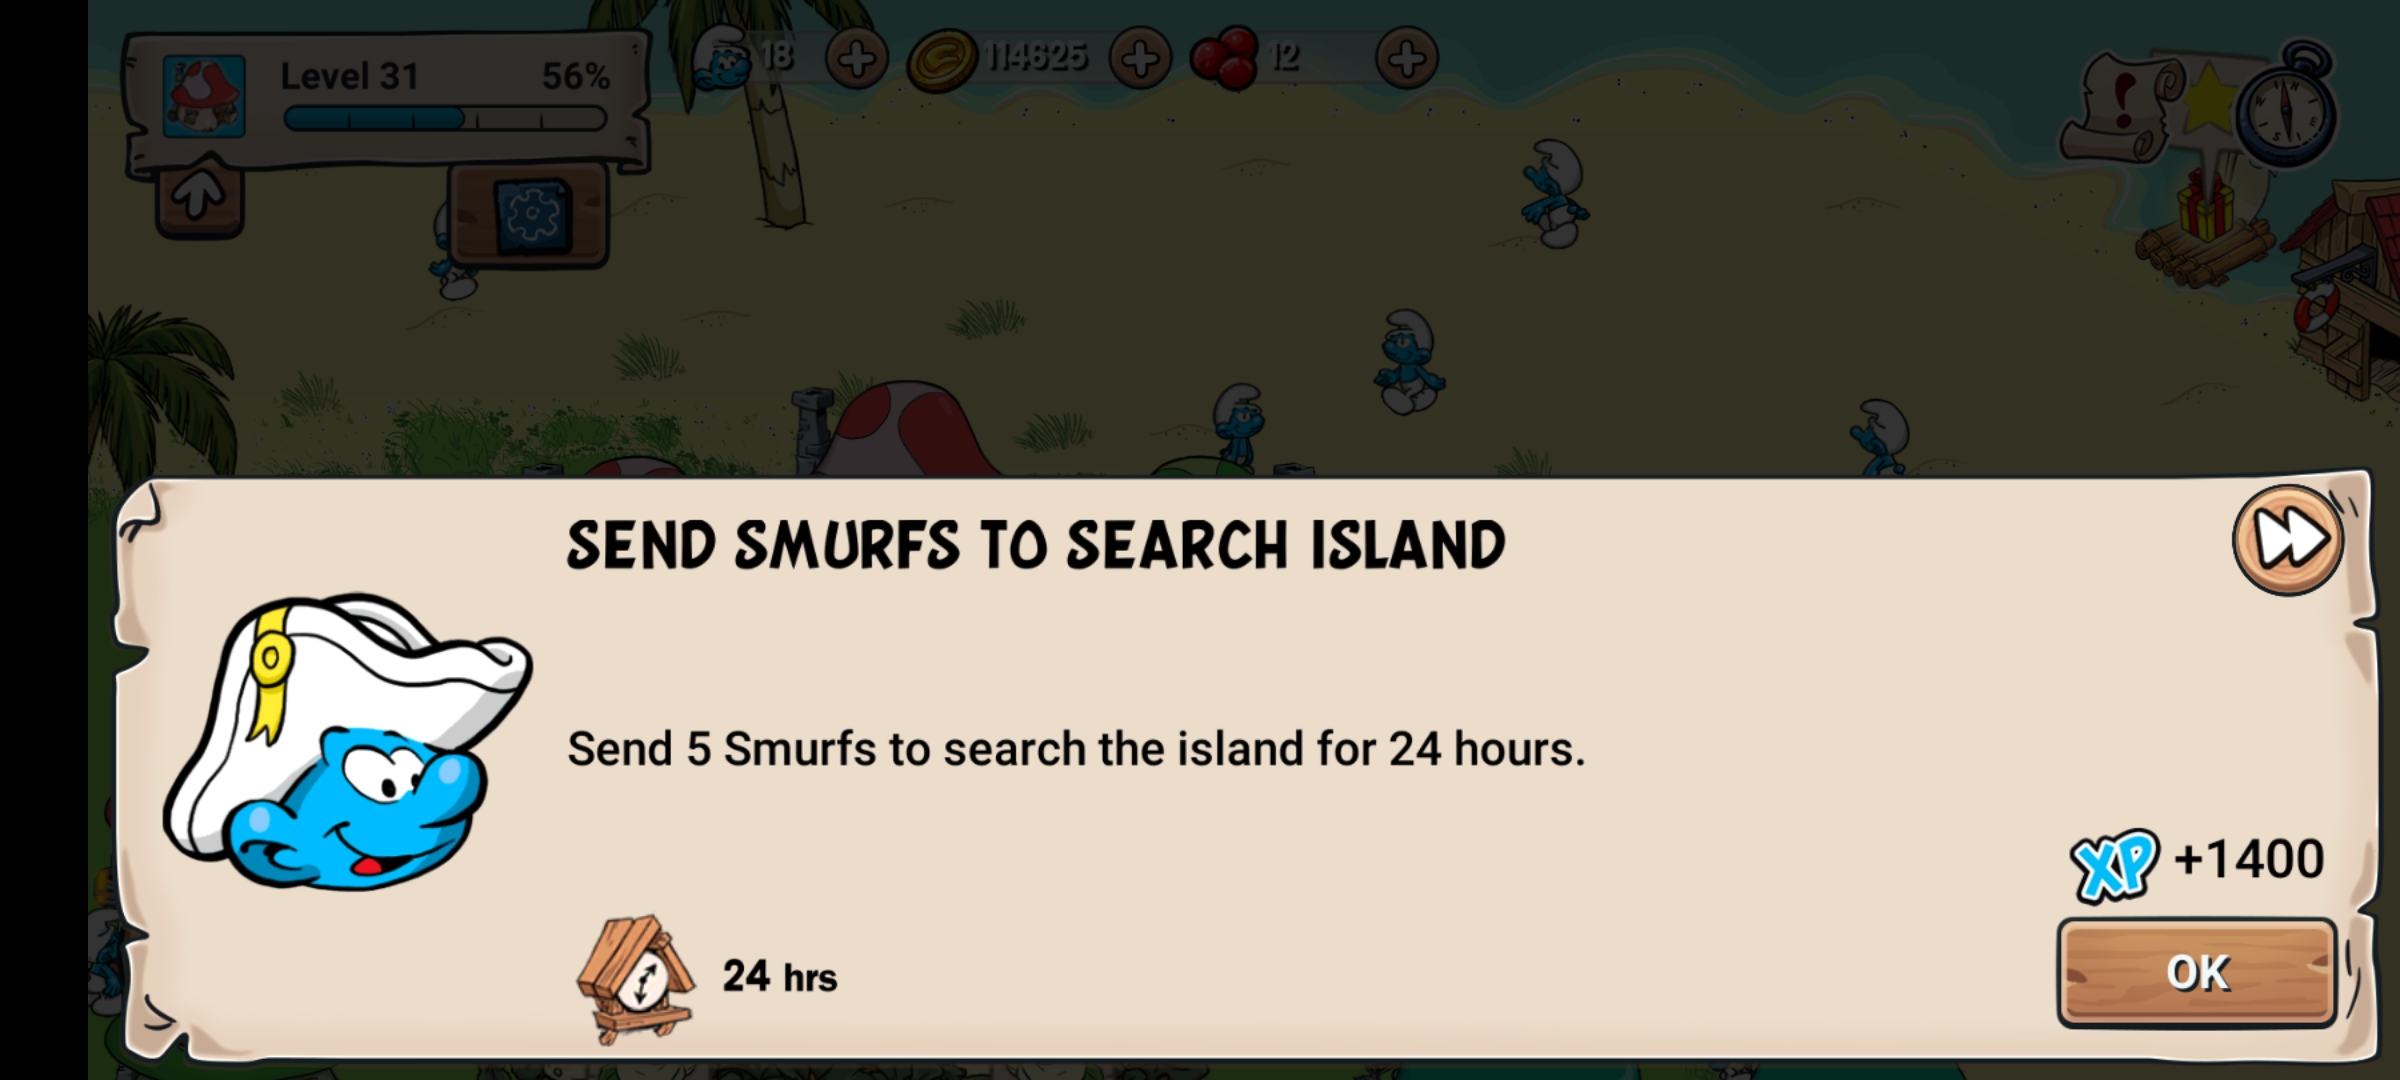 Level 31 56%
18
114625
12
SEND SMURFS TO SEARCH ISLAND
Send 5 Smurfs to search the island for 24 hours.
XP +1400
24 hrs
OK